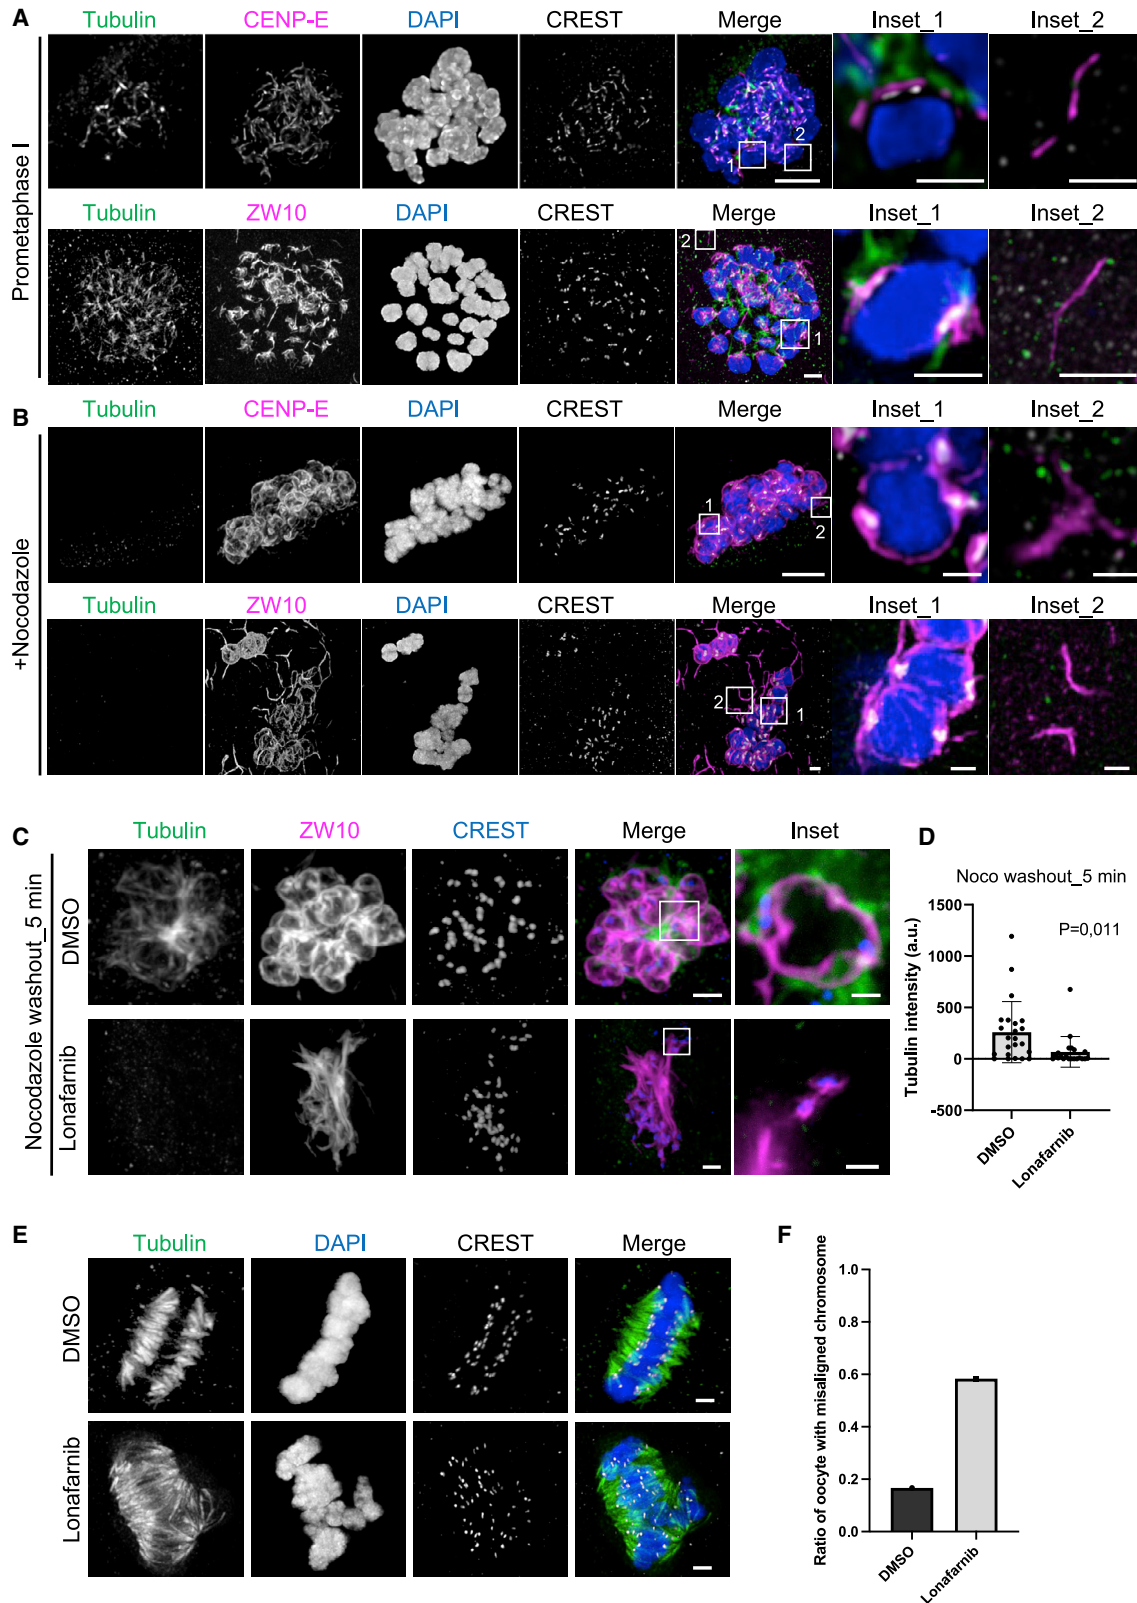 A
Tubulin CENP-E DAPI CREST Merge Inset_1 Inset_2
Prometaphase I
1 2
Tubulin ZW10 DAPI CREST Merge Inset_1 Inset_2
2
1
B
Tubulin CENP-E DAPI CREST Merge Inset_1 Inset_2
+Nocodazole
1
2
Tubulin ZW10 DAPI CREST Merge Inset_1 Inset_2
2 1
C
Tubulin ZW10 CREST Merge Inset
Nocodazole washout_5 min
DMSO
Lonafarnib
D
Noco washout_5 min
P=0,011
Tubulin intensity (a.u.)
1500
1000
500
0
-500
DMSO
Lonafarnib
E
Tubulin DAPI CREST Merge
DMSO
Lonafarnib
F
Ratio of oocyte with misaligned chromosome
1.0
0.8
0.6
0.4
0.2
0.0
DMSO
Lonafarnib